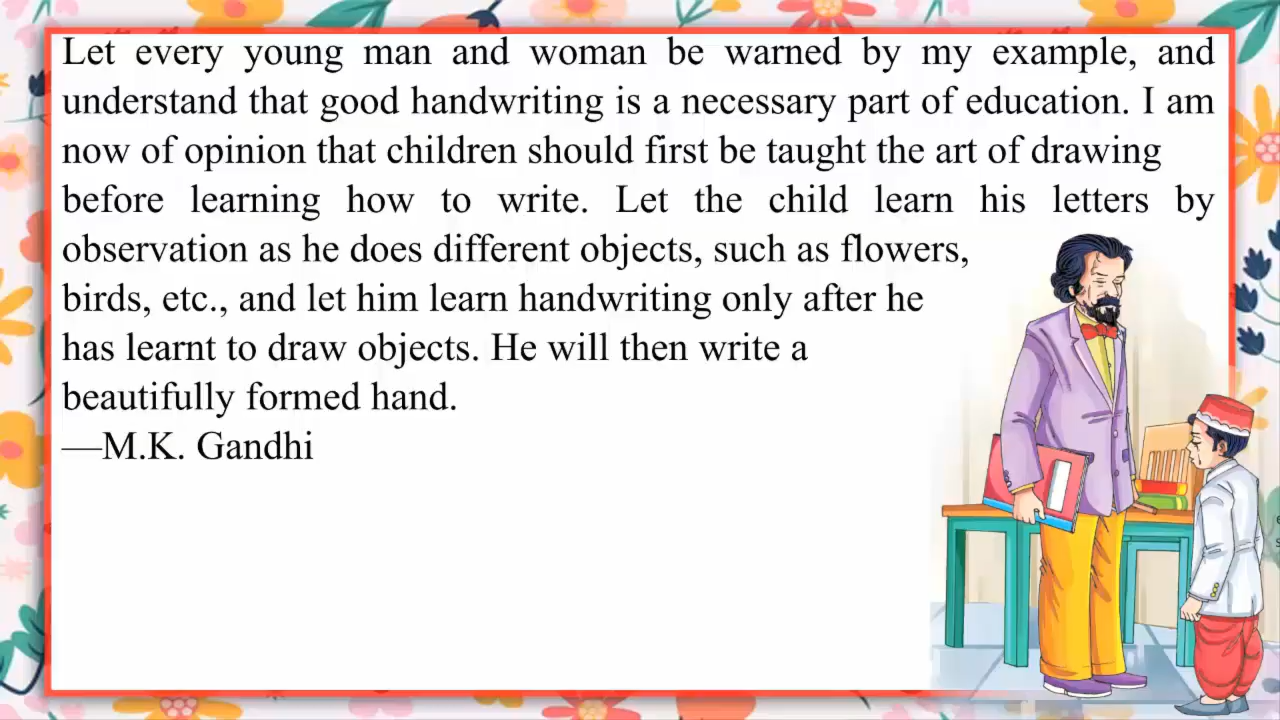 Let every young man and woman be warned by my example, and
understand that good handwriting is a necessary part of education. I am
now of opinion that children should first be taught the art of drawing
before learning how to write. Let the child learn his letters by
observation as he does different objects, such as flowers,
birds, etc., and let him learn handwriting only after he
has learnt to draw objects. He will then write a
beautifully formed hand.
—M.K. Gandhi